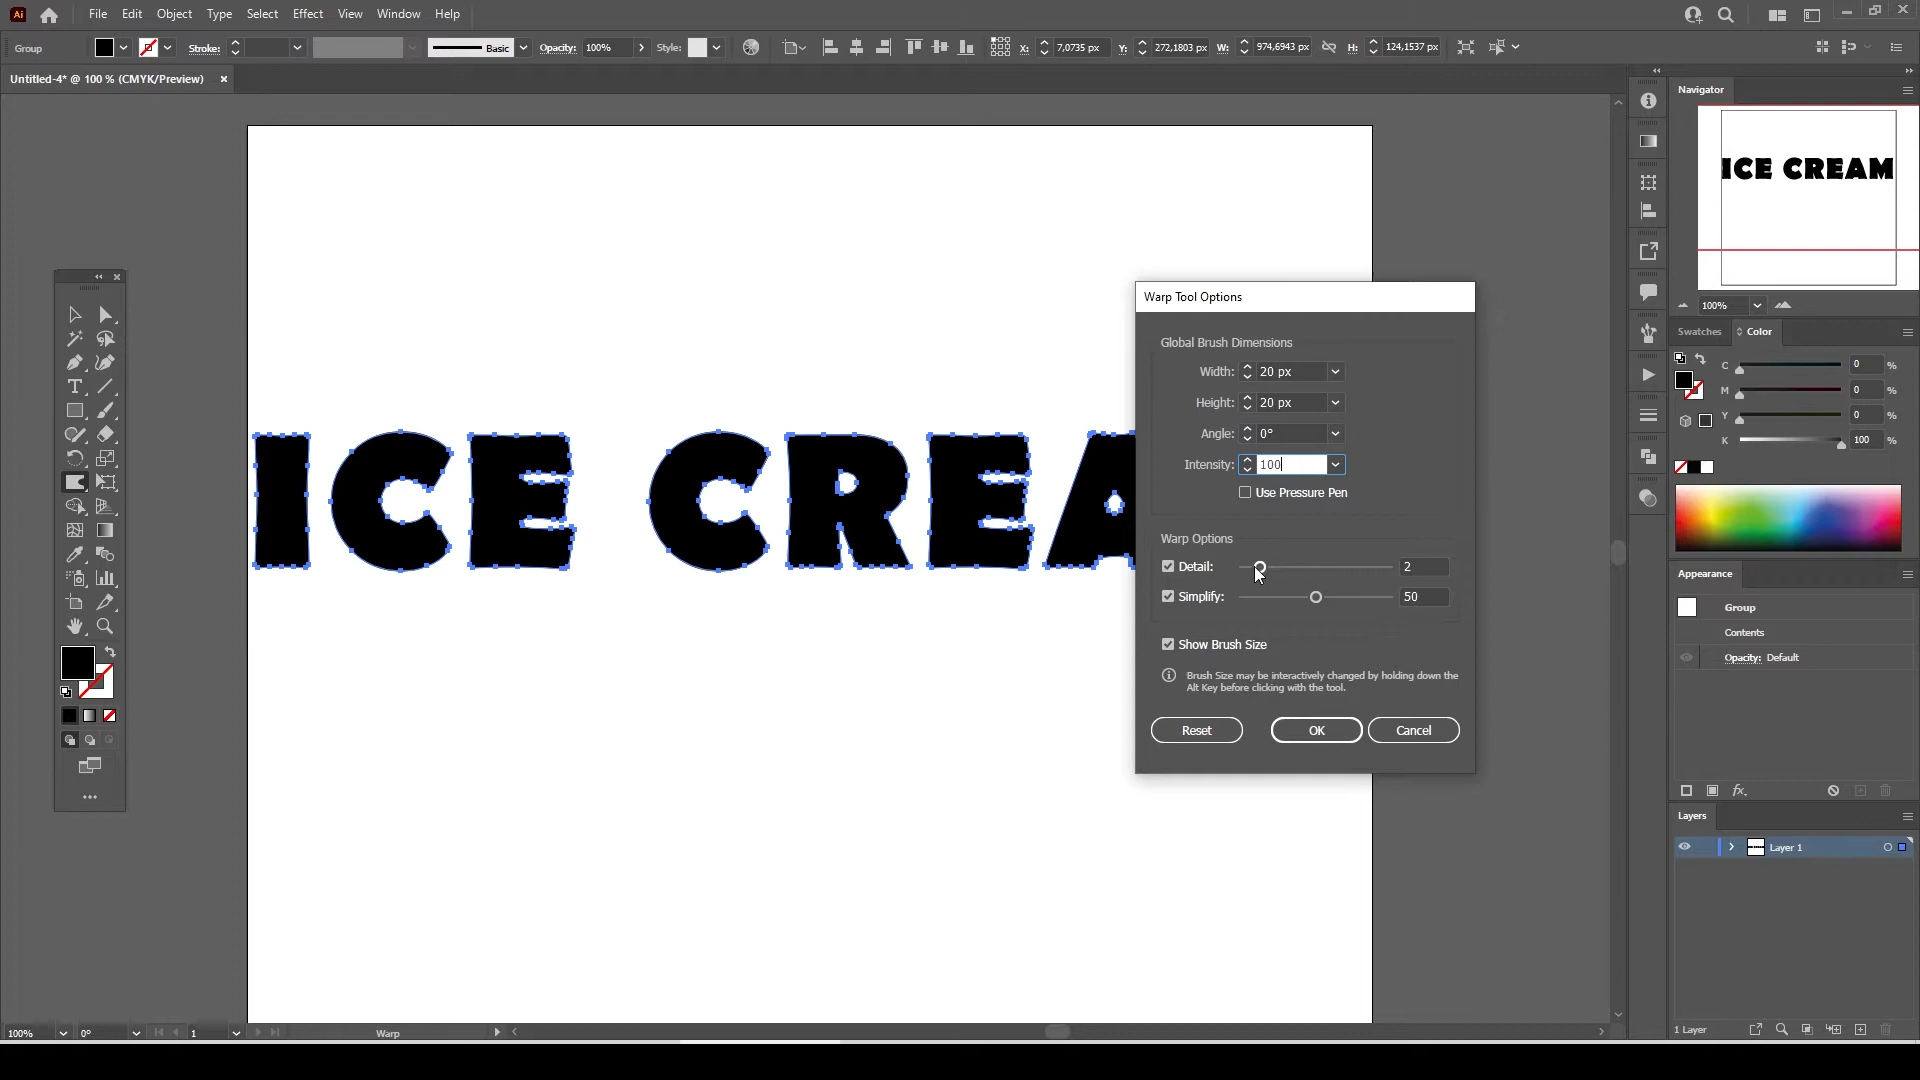 Ai File Edit Object Type Select Effect View Window Help
Group Stroke: Basic Opacity: 100% Style: X: 7,0735 px Y: 272,1803 px W: 974,6943 px H: 124,1537 px
Untitled-4* @ 100 % (CMYK/Preview)
Navigator
ICE CREAM
100%
Swatches Color
C 0 %
M 0 %
Y 0 %
K 100 %
ICE CREA
Warp Tool Options
Global Brush Dimensions
Width: 20 px
Height: 20 px
Angle: 0°
Intensity: 100
Use Pressure Pen
Warp Options
Detail: 2
Simplify: 50
Show Brush Size
Brush Size may be interactively changed by holding down the
Alt Key before clicking with the tool.
Reset OK Cancel
Appearance
Group
Contents
Opacity: Default
fx
Layers
Layer 1
1 Layer
100% 0° 1 Warp